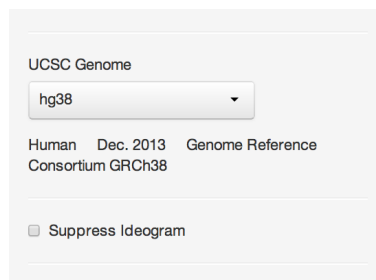 UCSC Genome
hg38
Human Dec. 2013 Genome Reference
Consortium GRCh38
Suppress Ideogram